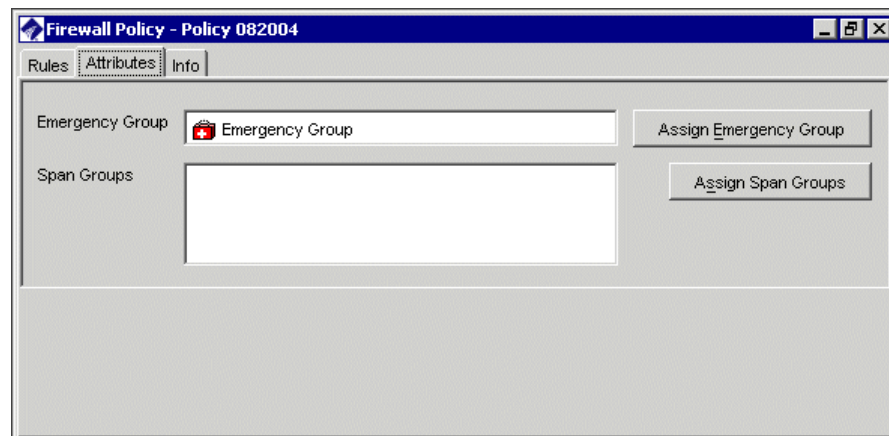 Firewall Policy - Policy 082004
Rules Attributes Info
Emergency Group Emergency Group Assign Emergency Group
Span Groups Assign Span Groups